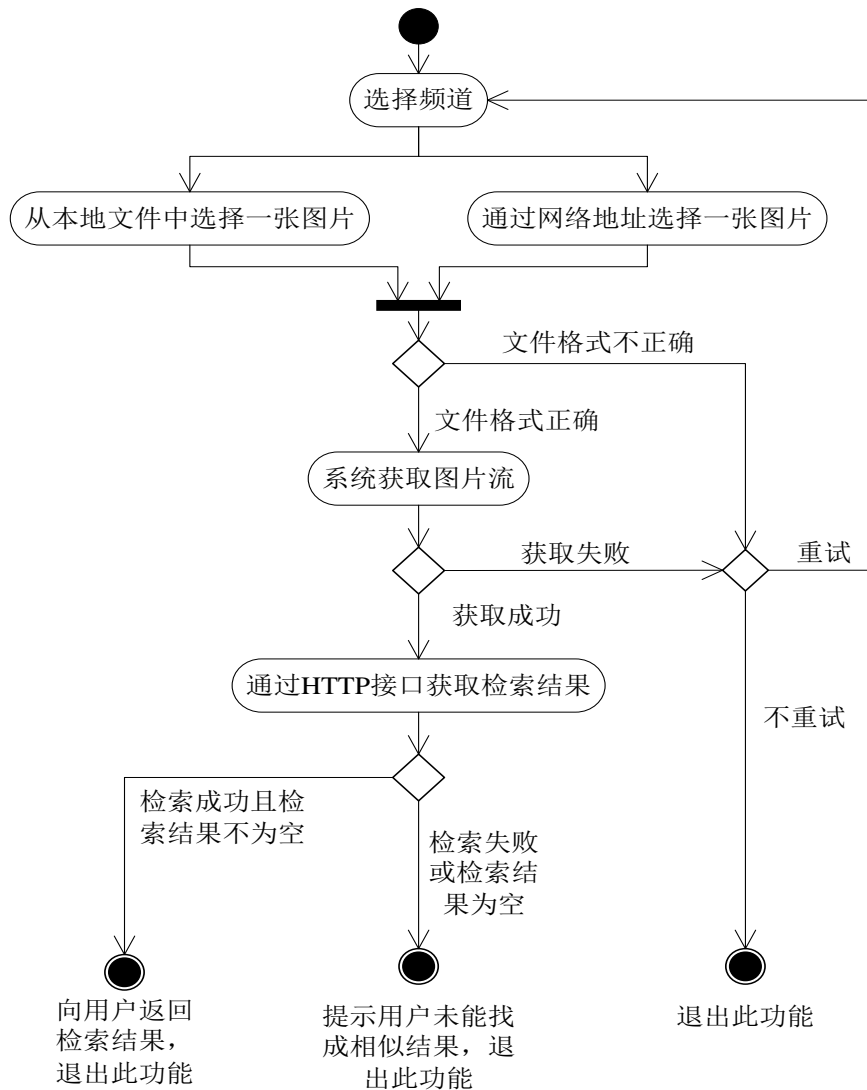 选择频道
从本地文件中选择一张图片
通过网络地址选择一张图片
文件格式不正确
文件格式正确
系统获取图片流
获取失败
重试
获取成功
通过HTTP接口获取检索结果
不重试
检索成功且检
索结果不为空
检索失败
或检索结
果为空
向用户返回
检索结果，
退出此功能
提示用户未能找
成相似结果，退
出此功能
退出此功能